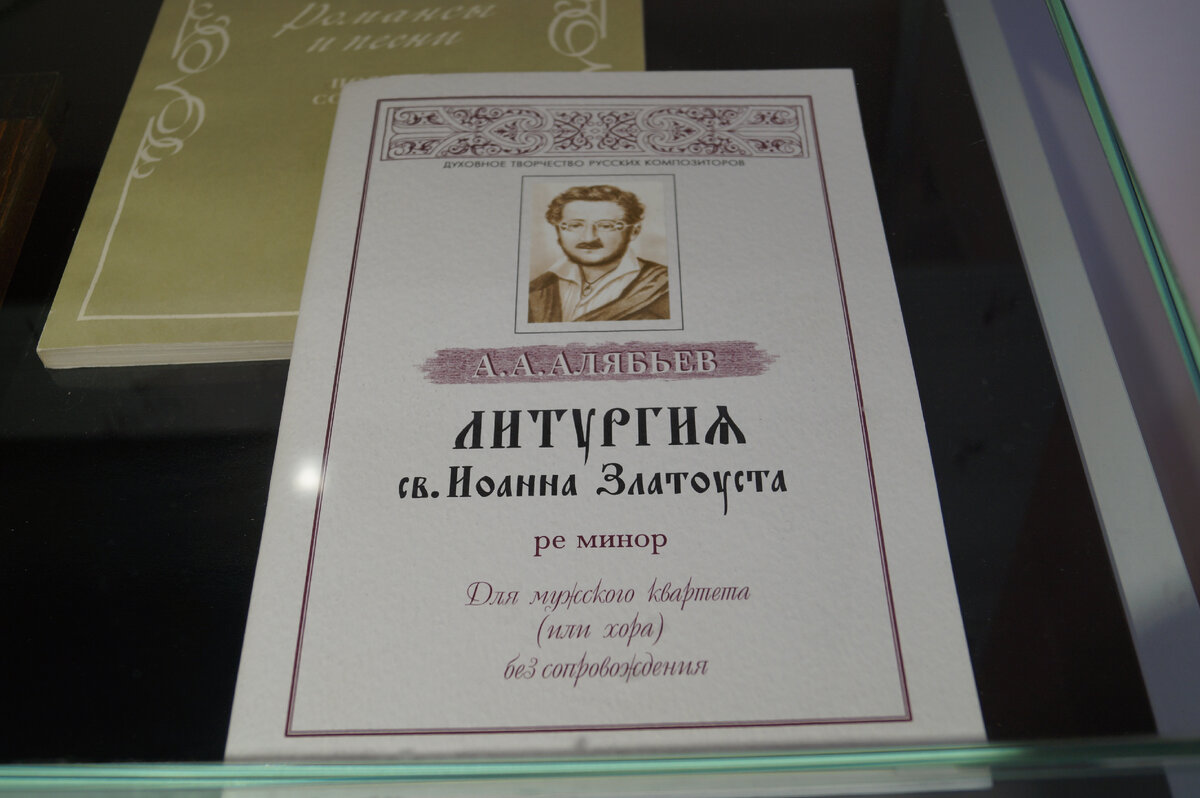 Романсы
и песни
ДУХОВНОЕ ТВОРЧЕСТВО РУССКИХ КОМПОЗИТОРОВ
А.А.АЛЯБЬЕВ
ЛИТУРГИЯ
св. Иоанна Златоуста
ре минор
Для мужского квартета
(или хора)
без сопровождения